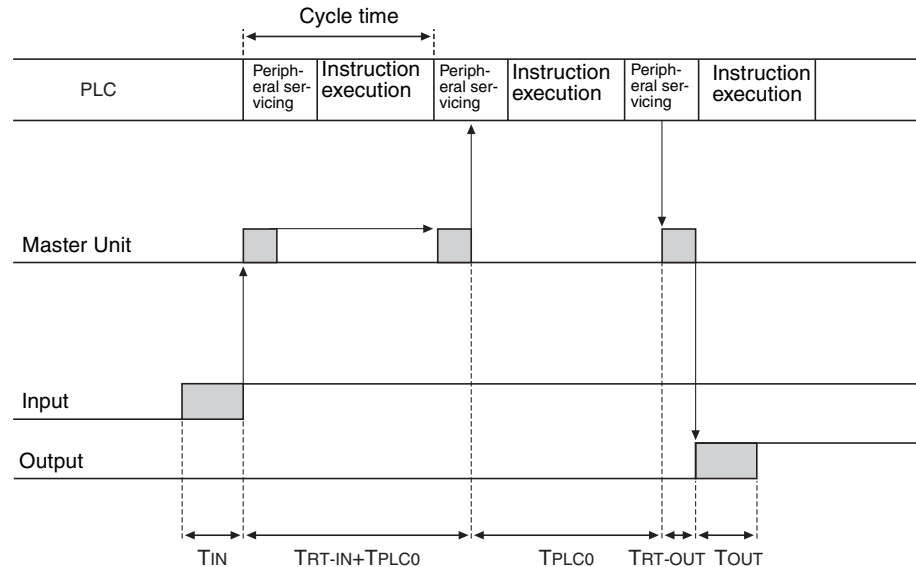 Cycle time
PLC
Periph-
eral ser-
vicing
Instruction
execution
Periph-
eral ser-
vicing
Instruction
execution
Periph-
eral ser-
vicing
Instruction
execution
Master Unit
Input
Output
TIN
TRT-IN+TPLC0
TPLC0
TRT-OUT
TOUT